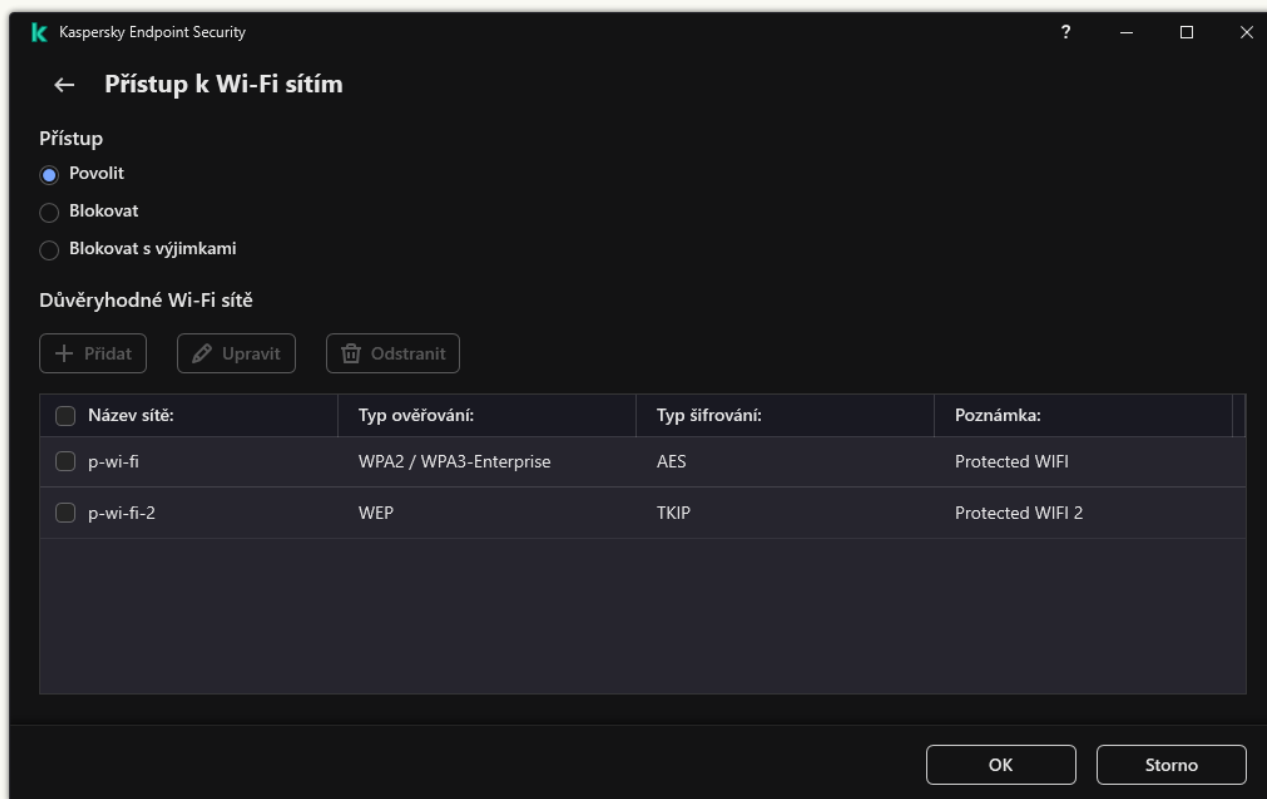 Kaspersky Endpoint Security ?
Přístup k Wi-Fi sítím
Přístup
Povolit
Blokovat
Blokovat s výjimkami
Důvěryhodné Wi-Fi sítě
Přidat Upravit Odstranit
Název sítě: Typ ověřování: Typ šifrování: Poznámka:
p-wi-fi WPA2 / WPA3-Enterprise AES Protected WIFI
p-wi-fi-2 WEP TKIP Protected WIFI 2
OK Storno